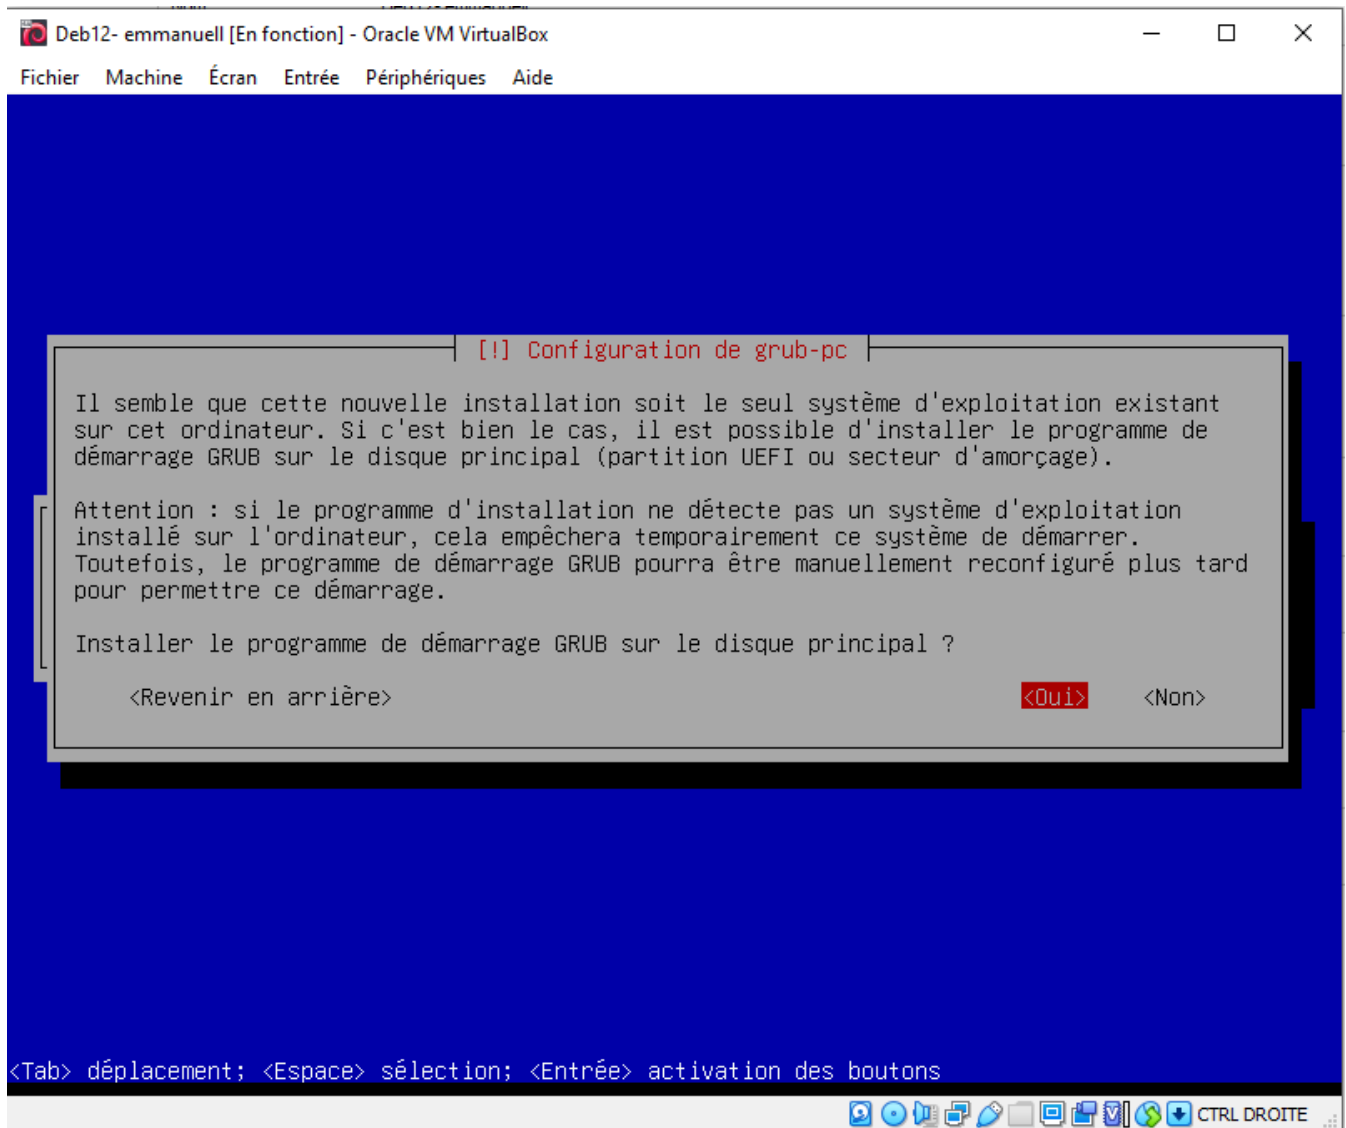 Deb12- emmanuell [En fonction] - Oracle VM VirtualBox
Fichier Machine Écran Entrée Périphériques Aide
[!] Configuration de grub-pc
Il semble que cette nouvelle installation soit le seul système d'exploitation existant
sur cet ordinateur. Si c'est bien le cas, il est possible d'installer le programme de
démarrage GRUB sur le disque principal (partition UEFI ou secteur d'amorçage).
Attention : si le programme d'installation ne détecte pas un système d'exploitation
installé sur l'ordinateur, cela empêchera temporairement ce système de démarrer.
Toutefois, le programme de démarrage GRUB pourra être manuellement reconfiguré plus tard
pour permettre ce démarrage.
Installer le programme de démarrage GRUB sur le disque principal ?
<Revenir en arrière> <Oui> <Non>
<Tab> déplacement; <Espace> sélection; <Entrée> activation des boutons
CTRL DROITE